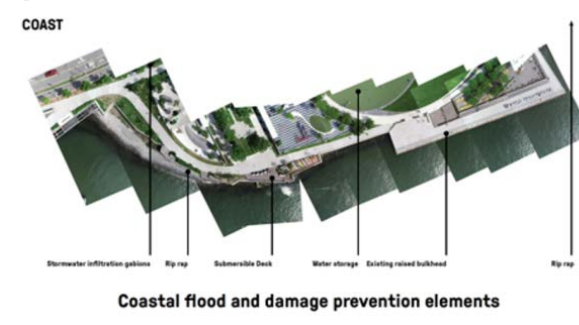 COAST
Stormwater infiltration gabions Rip rap Submersible Deck Water storage Existing raised bulkhead Rip rap
Coastal flood and damage prevention elements